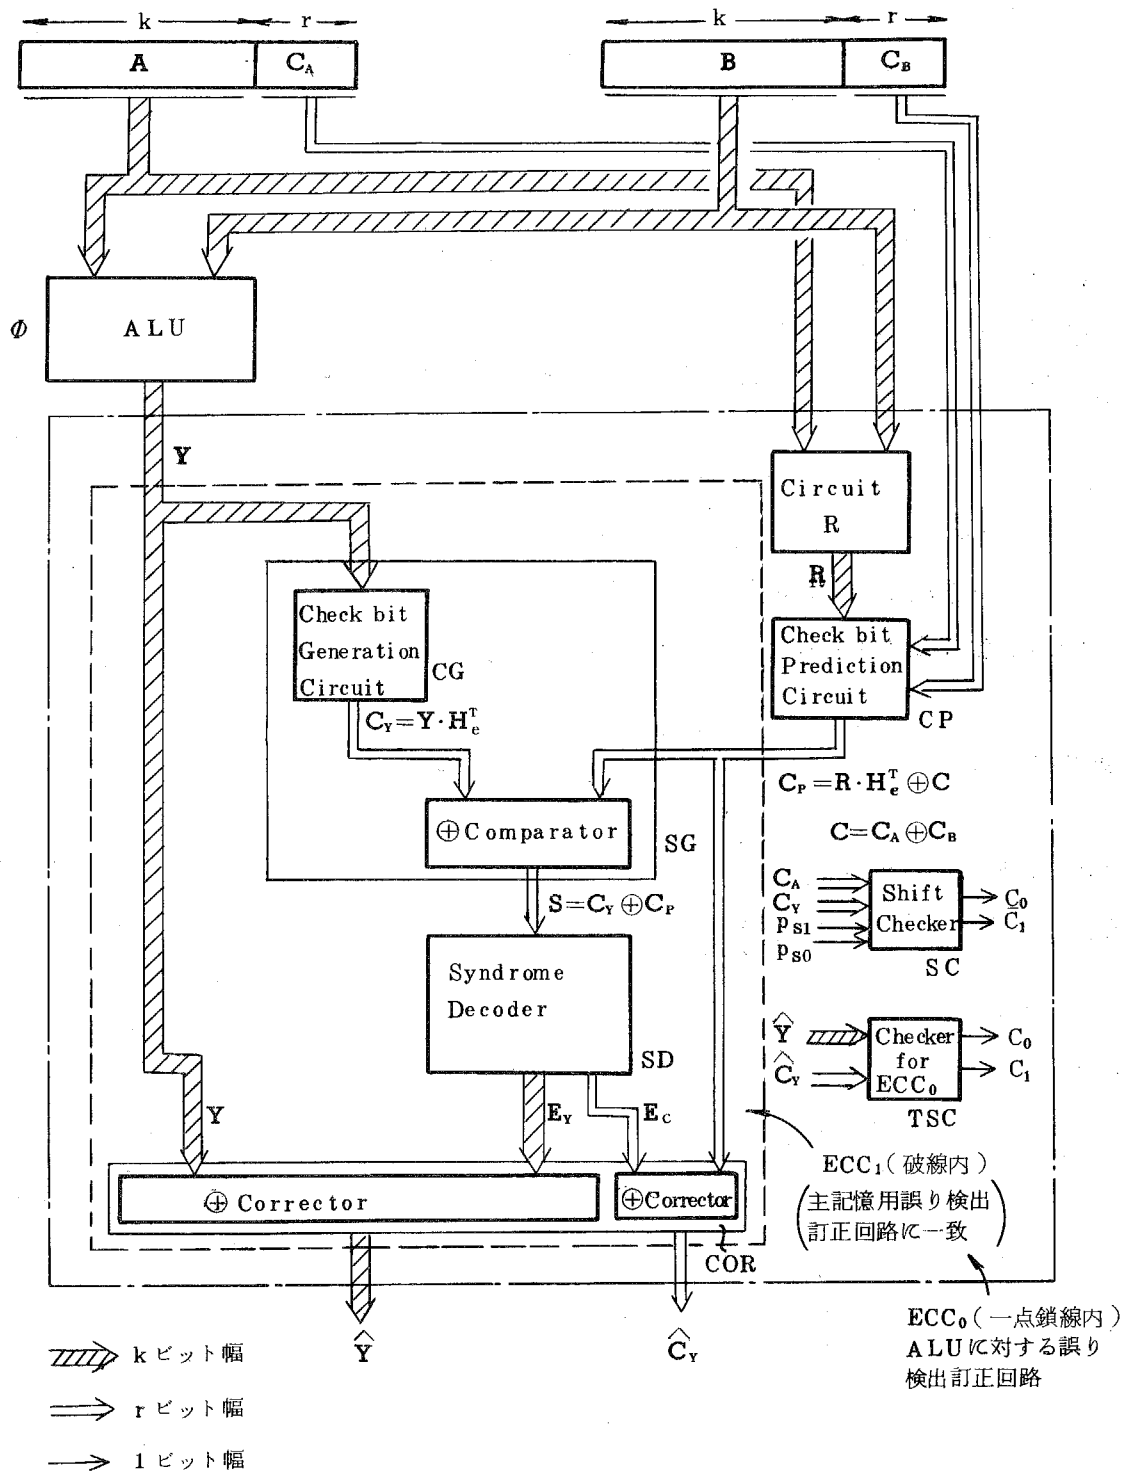 k r
k r
A C_A
B C_B
Φ
ALU
Y
Circuit
R
R
Check bit
Generation
Circuit
CG
Check bit
Prediction
Circuit
CP
C_Y=Y·H_e^T
C_P=R·H_e^T⊕C
C=C_A⊕C_B
⊕Comparator
SG
S=C_Y⊕C_P
C_A
C_Y
p_S1
p_S0
Shift
Checker
C_0
C_1
SC
Syndrome
Decoder
SD
Ŷ
Ĉ_Y
Checker
for
ECC_0
C_0
C_1
TSC
Y
E_Y
E_C
⊕Corrector
⊕Corrector
COR
ECC_1(破線内)
(主記憶用誤り検出
訂正回路に一致)
ECC_0(一点鎖線内)
ALUに対する誤り
検出訂正回路
Ŷ
Ĉ_Y
kビット幅
rビット幅
1ビット幅